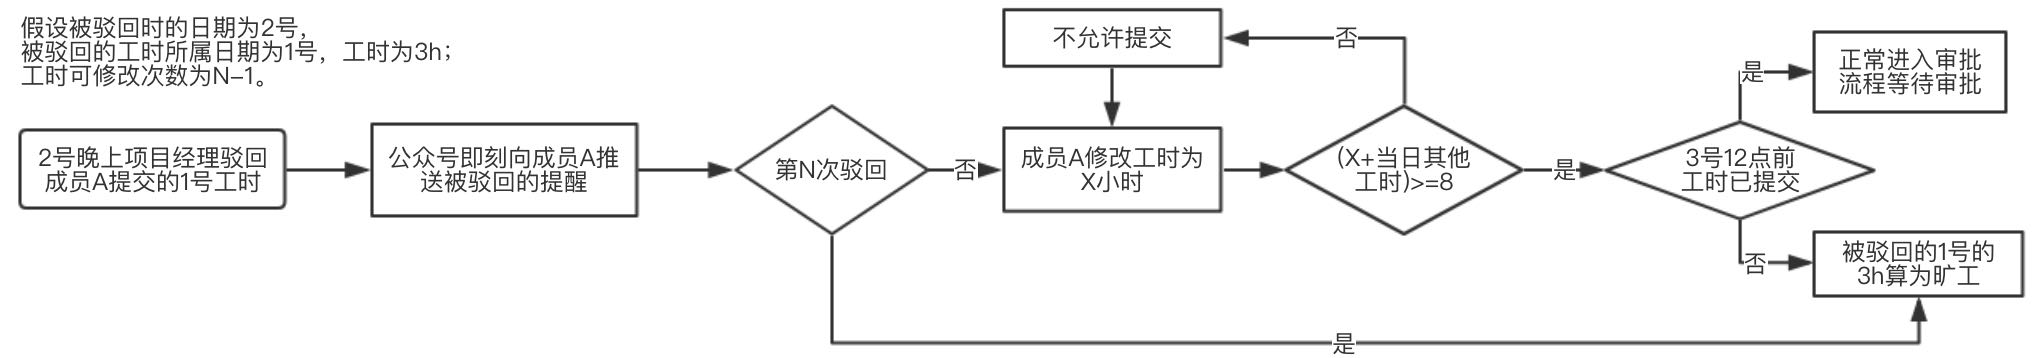 假设被驳回时的日期为2号，
被驳回的工时所属日期为1号，工时为3h；
工时可修改次数为N-1。
2号晚上项目经理驳回
成员A提交的1号工时
公众号即刻向成员A推
送被驳回的提醒
第N次驳回
否
是
不允许提交
成员A修改工时为
X小时
否
(X+当日其他
工时)>=8
是
3号12点前
工时已提交
是
正常进入审批
流程等待审批
否
被驳回的1号的
3h算为旷工